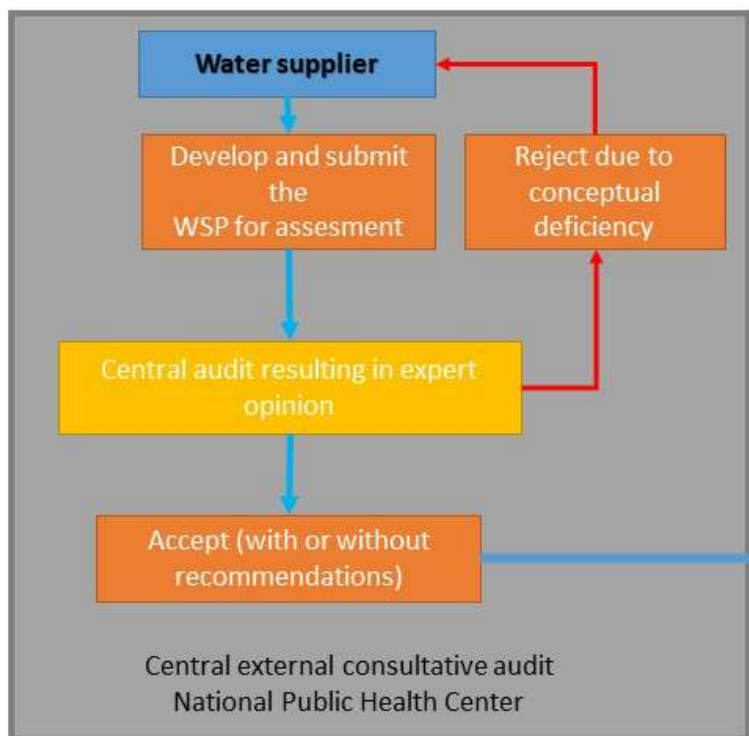 Water supplier
Develop and submit
the
WSP for assesment
Reject due to
conceptual
deficiency
Central audit resulting in expert
opinion
Accept (with or without
recommendations)
Central external consultative audit
National Public Health Center